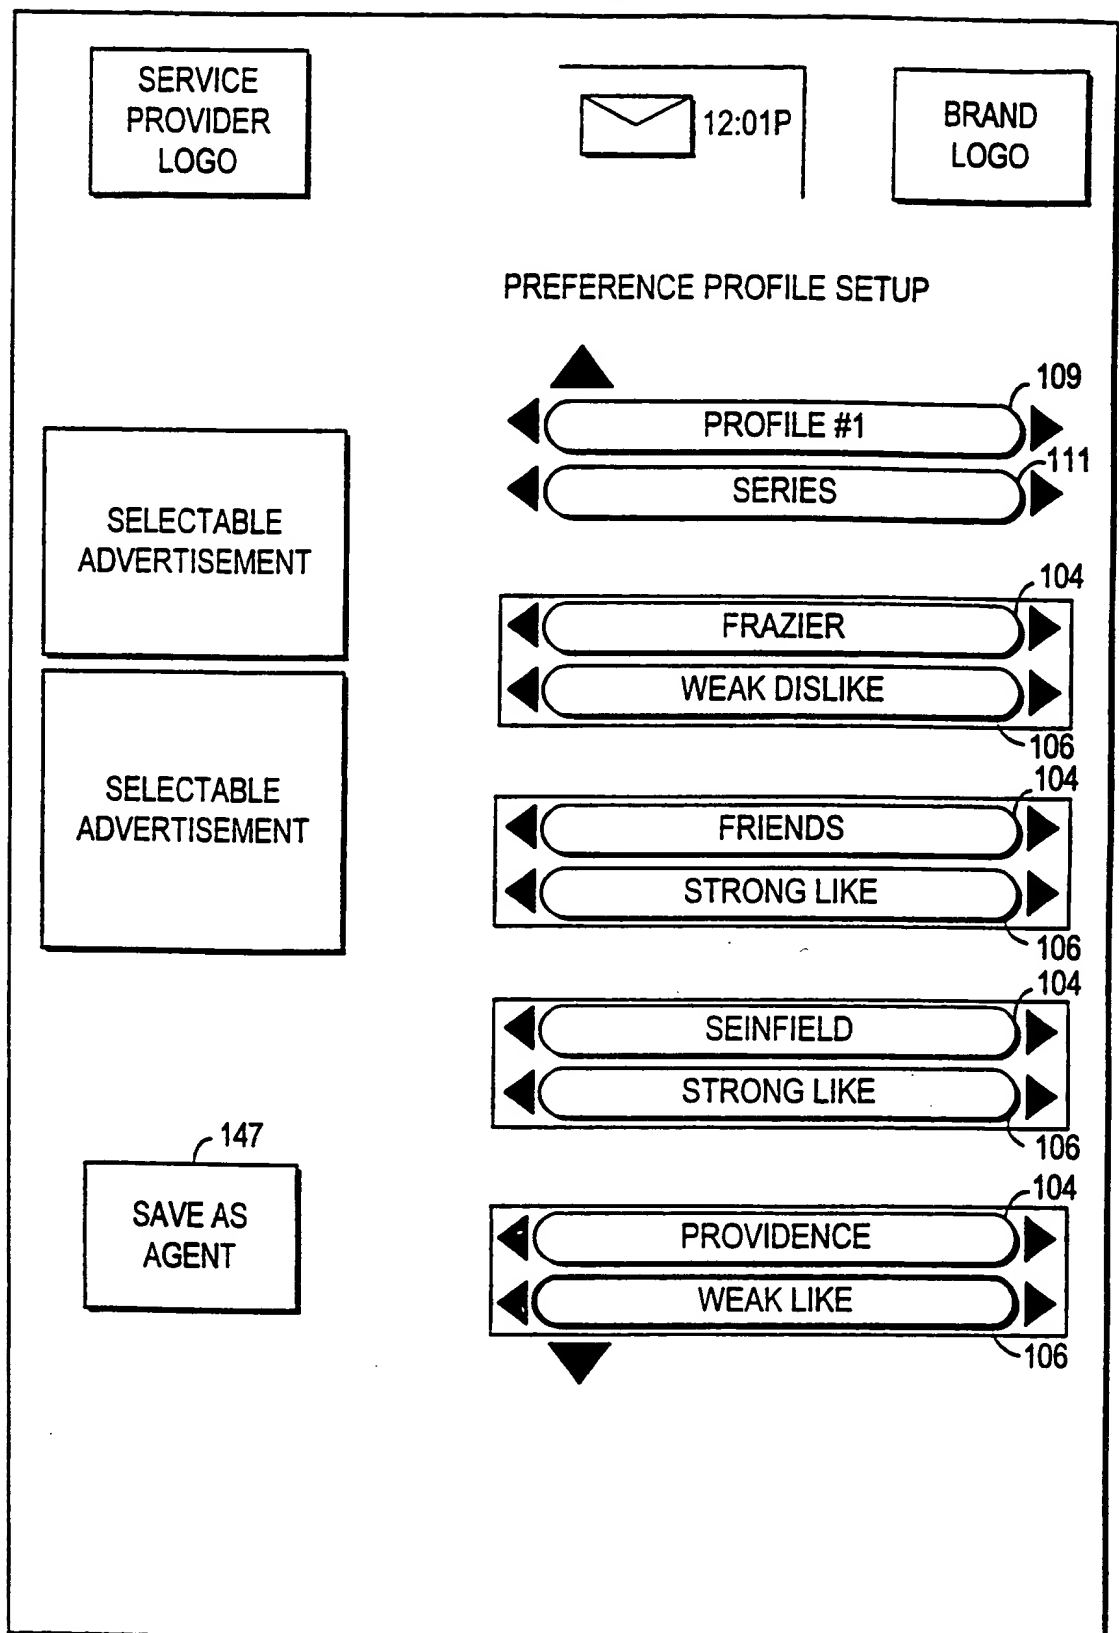 SERVICE
PROVIDER
LOGO
12:01P
BRAND
LOGO
PREFERENCE PROFILE SETUP
109
PROFILE #1
111
SERIES
SELECTABLE
ADVERTISEMENT
104
FRAZIER
WEAK DISLIKE
106
SELECTABLE
ADVERTISEMENT
104
FRIENDS
STRONG LIKE
106
104
SEINFIELD
STRONG LIKE
106
147
SAVE AS
AGENT
104
PROVIDENCE
WEAK LIKE
106